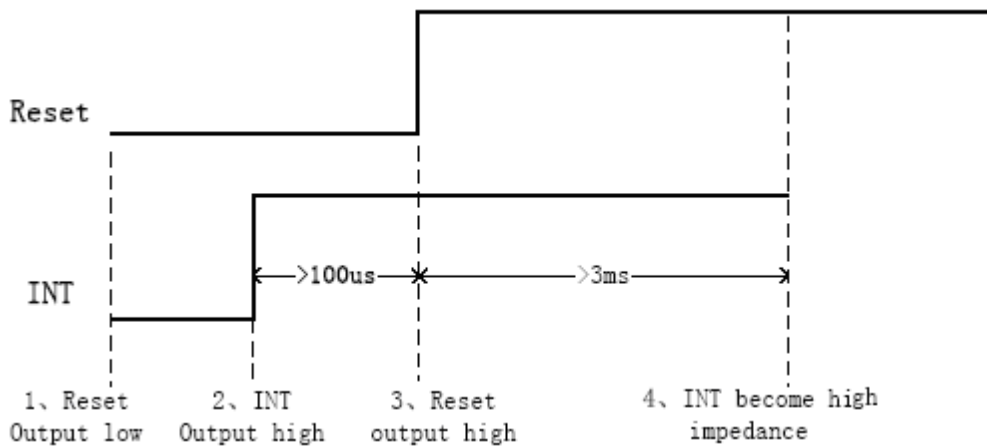 Reset
INT
>100us
>3ms
1、Reset
Output low
2、INT
Output high
3、Reset
output high
4、INT become high
impedance